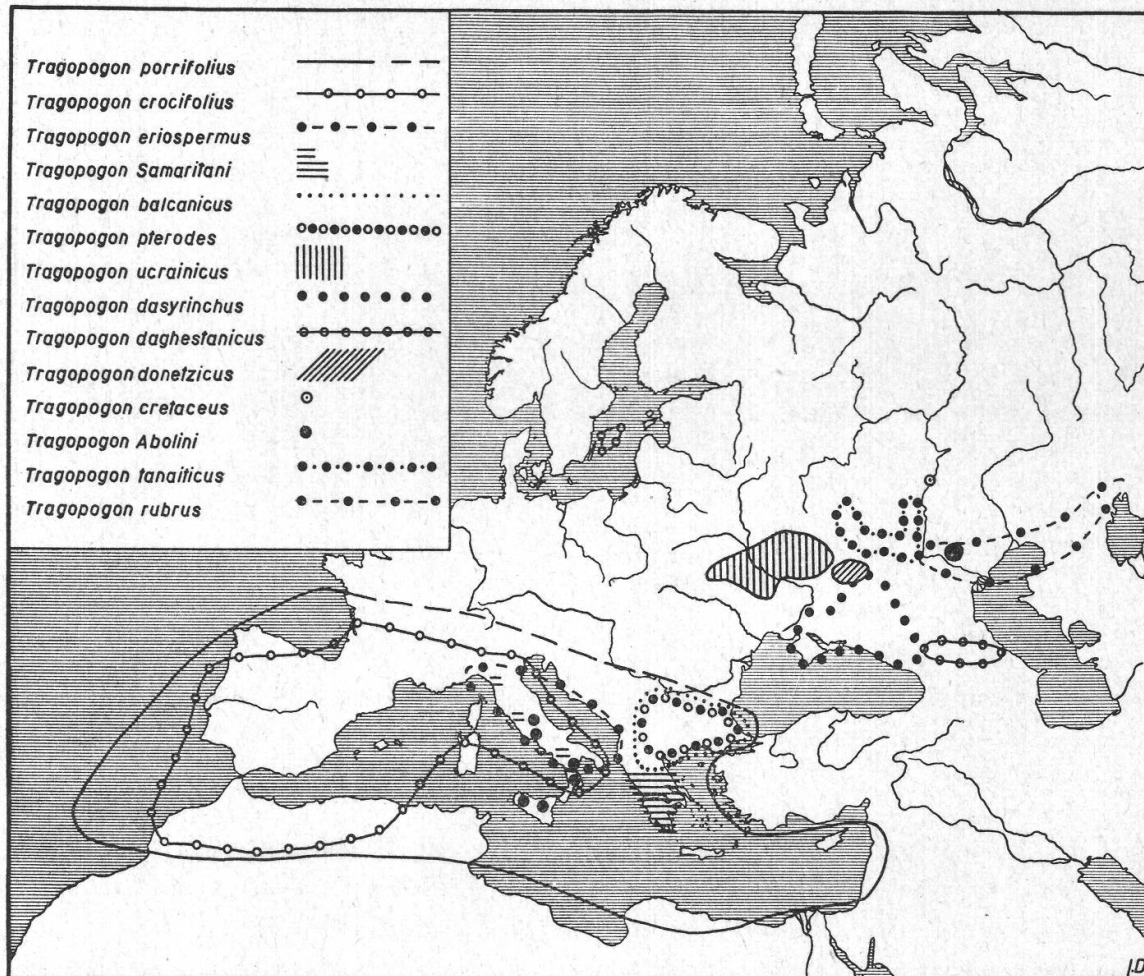 Tragopogon porrifolius
Tragopogon crocifolius
Tragopogon eriospermus
Tragopogon Samaritani
Tragopogon balcanicus
Tragopogon pterodes
Tragopogon ucrainicus
Tragopogon dasyrinchus
Tragopogon daghestanicus
Tragopogon donetzicus
Tragopogon cretaceus
Tragopogon Abolini
Tragopogon tanaiticus
Tragopogon rubrus